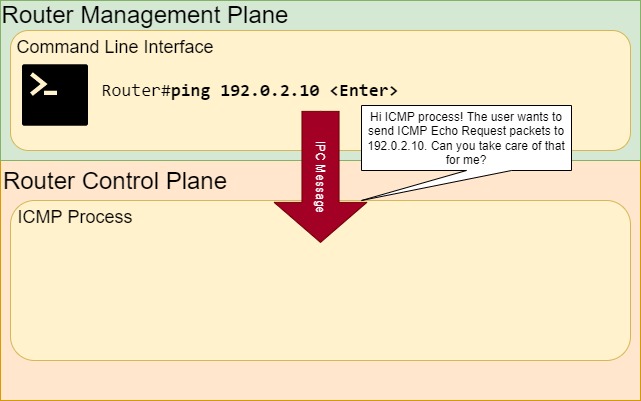 Router Management Plane
Command Line Interface
Router#ping 192.0.2.10 <Enter>
Hi ICMP process! The user wants to
send ICMP Echo Request packets to
192.0.2.10. Can you take care of that
for me?
IPC Message
Router Control Plane
ICMP Process